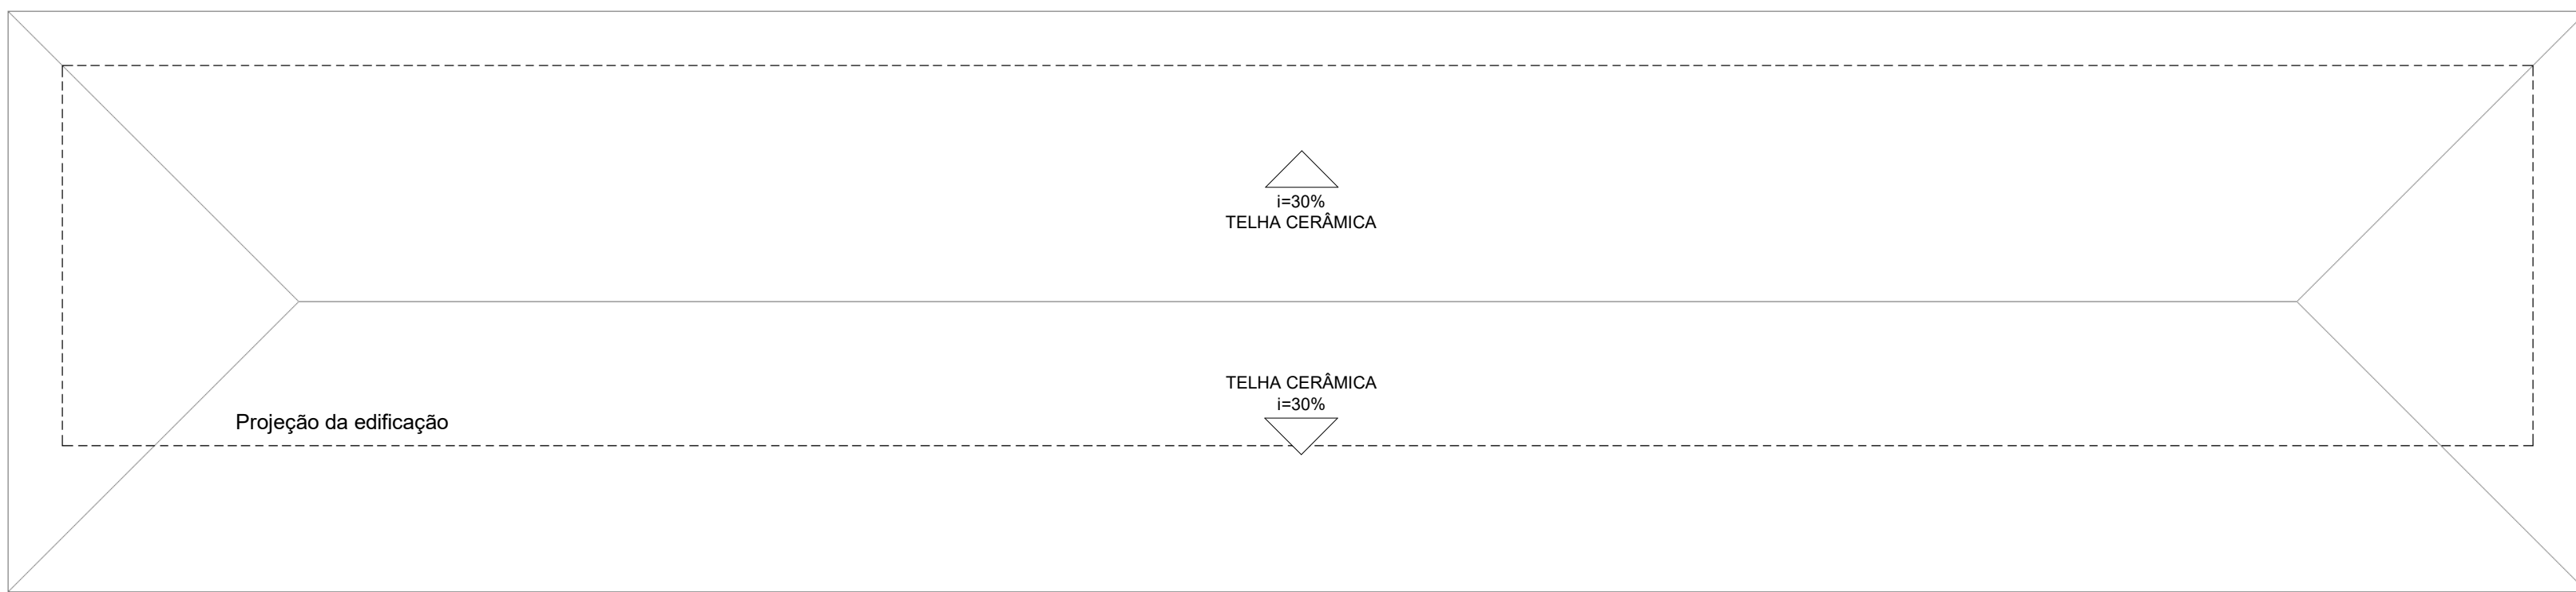 i=30%
TELHA CERÂMICA
TELHA CERÂMICA
i=30%
Projeção da edificação